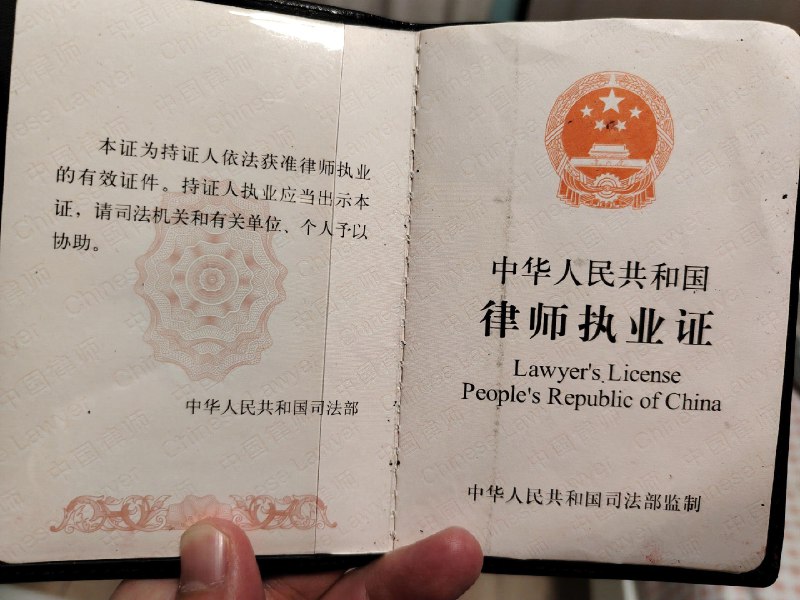 本证为持证人依法获准律师执业
的有效证件。持证人执业应当出示本
证，请司法机关和有关单位、个人予以
协助。
中华人民共和国司法部
中华人民共和国
律师执业证
Lawyer's License
People's Republic of China
中华人民共和国司法部监制